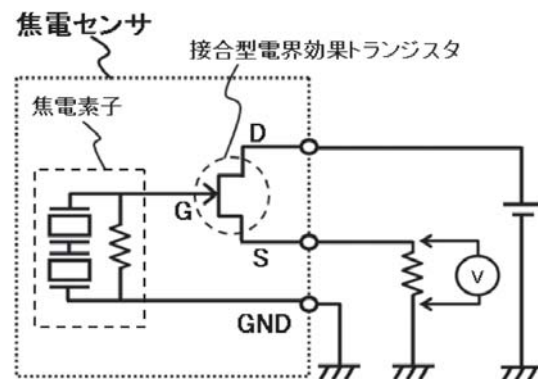 焦電センサ
接合型電界効果トランジスタ
焦電素子
D
G
S
V
GND